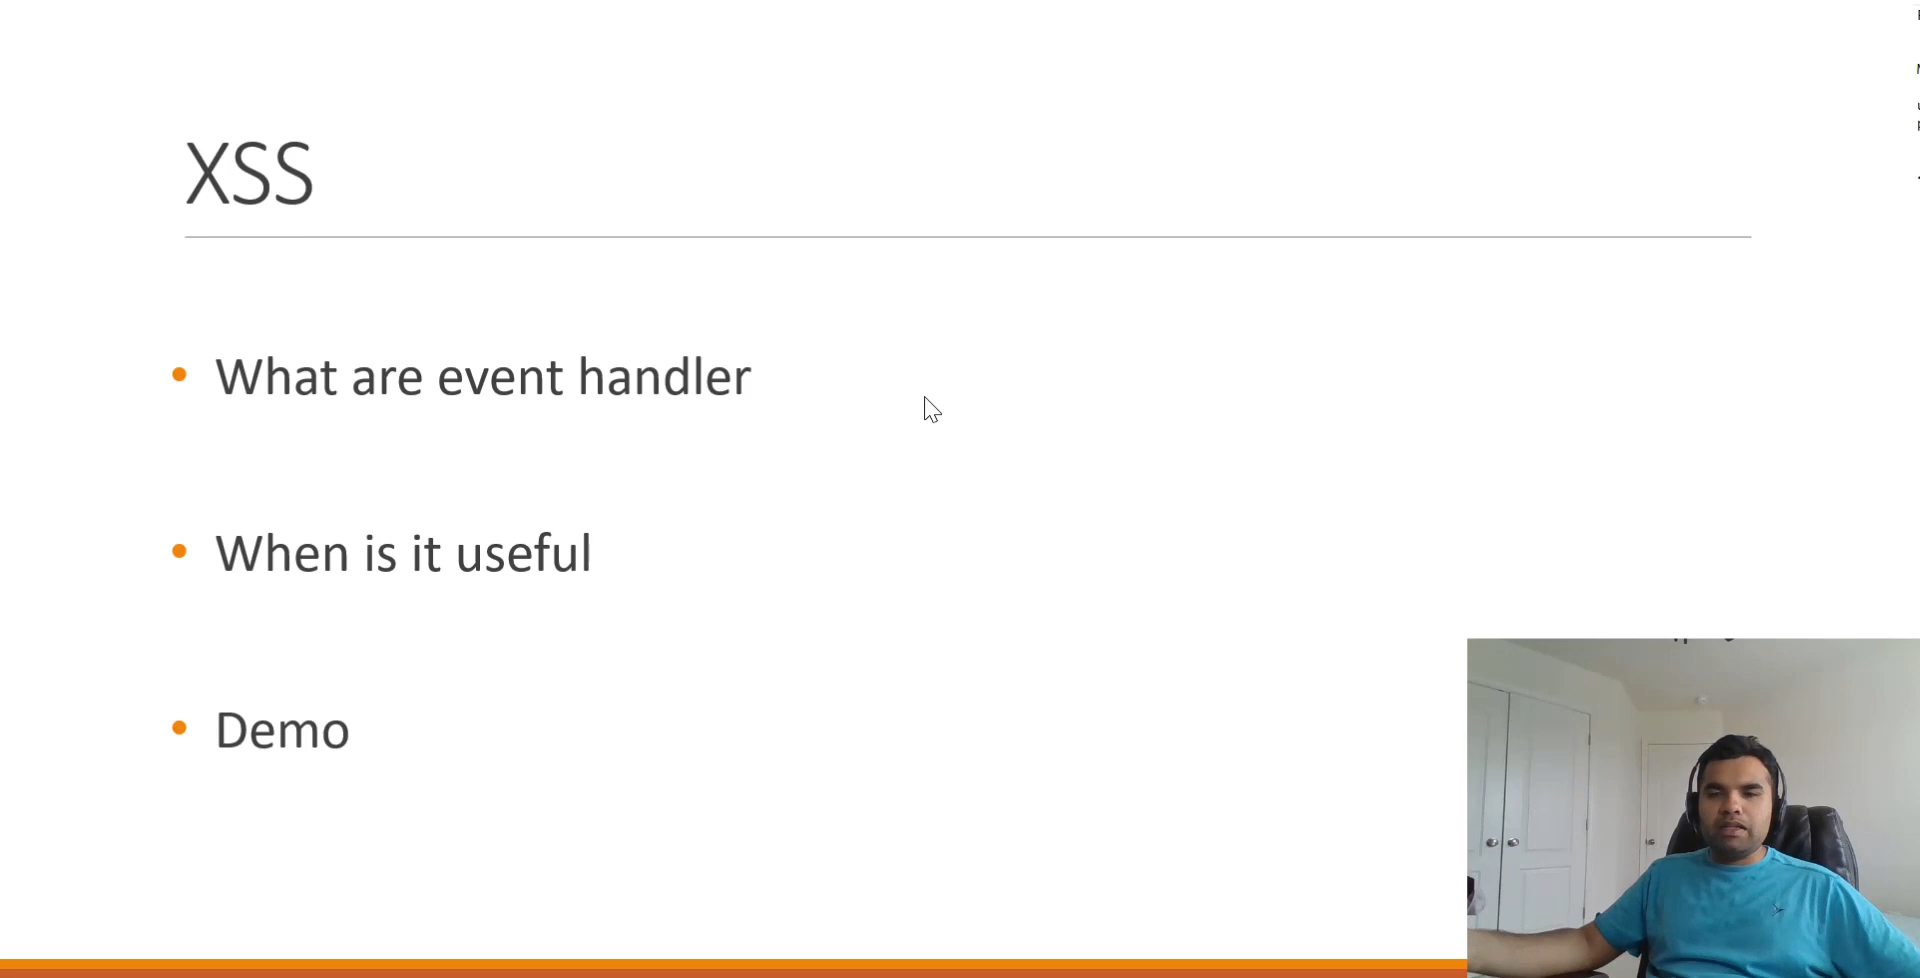 XSS
What are event handler
When is it useful
Demo